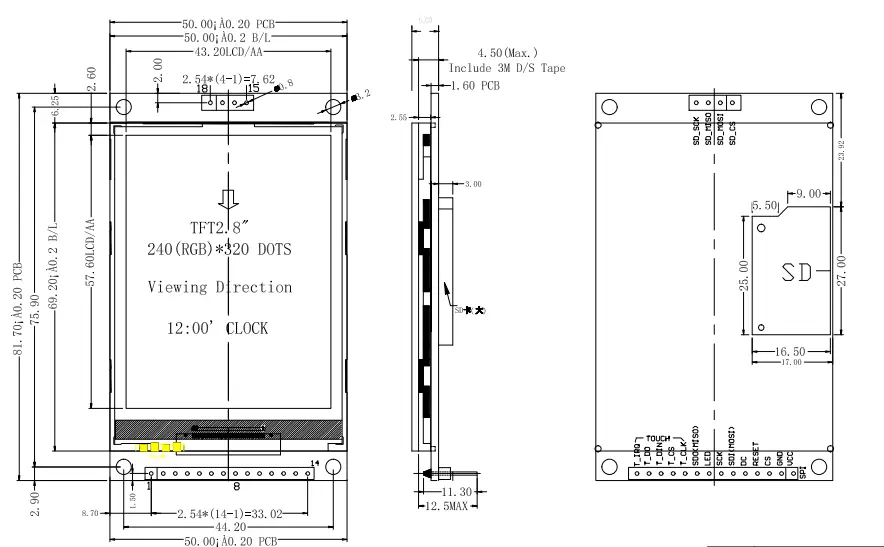 50.00¡À0.20 PCB
50.00¡À0.2 B/L
43.20LCD/AA
2.54*(4-1)=7.62
18
15
0.8
3.2
2.00
2.60
6.25
81.70¡À0.20 PCB
75.90
69.20¡À0.2 B/L
57.60LCD/AA
TFT2.8"
240(RGB)*320 DOTS
Viewing Direction
12:00' CLOCK
14
1
8
2.90
1.50
8.70
2.54*(14-1)=33.02
44.20
50.00¡À0.20 PCB
4.50(Max.)
Include 3M D/S Tape
1.60 PCB
2.55
3.00
SD
11.30
12.5MAX
SD_SCK
SD_MISO
SD_MOSI
SD_CS
23.92
9.00
5.50
25.00
27.00
SD
16.50
17.00
TOUCH
T_IRQ
T_DO
T_DIN
T_CS
T_CLK
SDO(MISO)
LED
SCK
SDI(MOSI)
DC
RESET
CS
GND
VCC
SPI